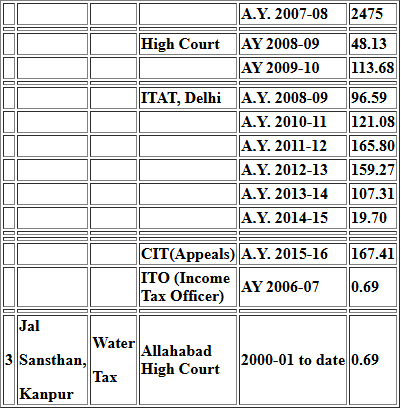 A.Y. 2007-08 2475
High Court AY 2008-09 48.13
AY 2009-10 113.68
ITAT, Delhi A.Y. 2008-09 96.59
A.Y. 2010-11 121.08
A.Y. 2011-12 165.80
A.Y. 2012-13 159.27
A.Y. 2013-14 107.31
A.Y. 2014-15 19.70
CIT(Appeals) A.Y. 2015-16 167.41
ITO (Income
Tax Officer) AY 2006-07 0.69
3 Jal
Sansthan,
Kanpur
Water
Tax
Allahabad
High Court
2000-01 to date 0.69